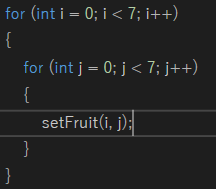 for (int i = 0; i < 7; i++)
{
for (int j = 0; j < 7; j++)
{
setFruit(i, j);
}
}